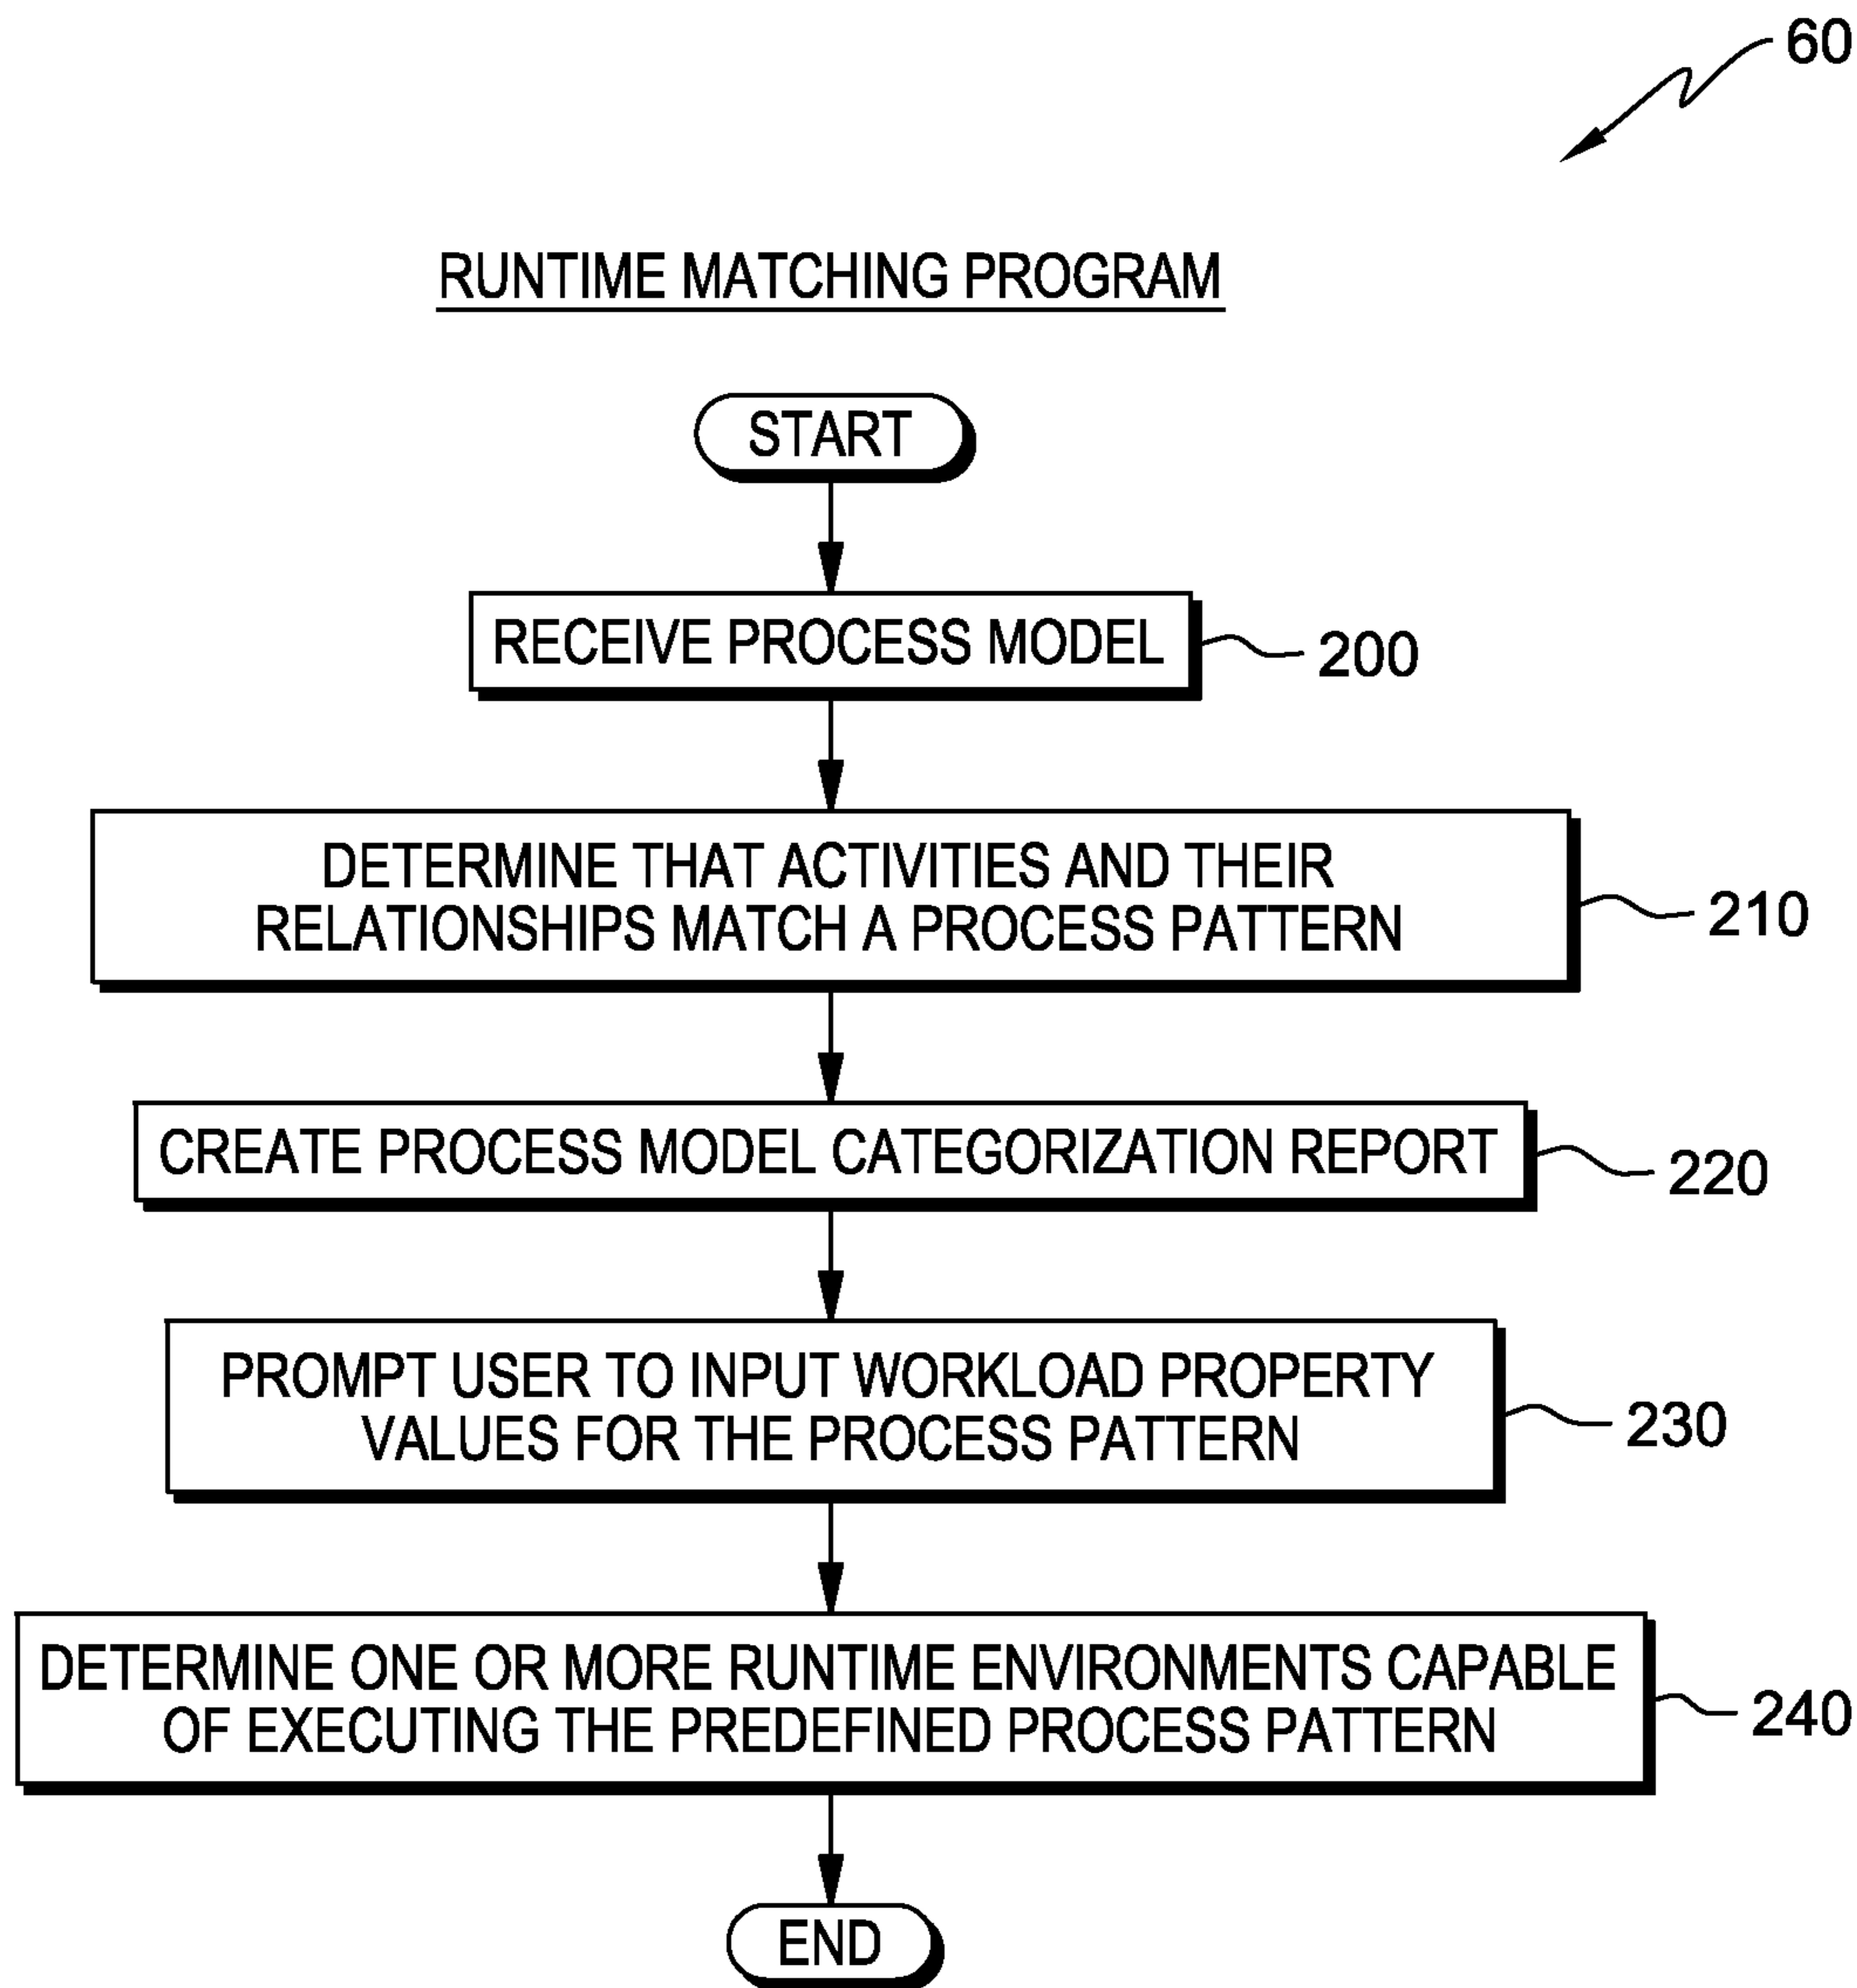 60
RUNTIME MATCHING PROGRAM
START
RECEIVE PROCESS MODEL
200
DETERMINE THAT ACTIVITIES AND THEIR
RELATIONSHIPS MATCH A PROCESS PATTERN
210
CREATE PROCESS MODEL CATEGORIZATION REPORT
220
PROMPT USER TO INPUT WORKLOAD PROPERTY
VALUES FOR THE PROCESS PATTERN
230
DETERMINE ONE OR MORE RUNTIME ENVIRONMENTS CAPABLE
OF EXECUTING THE PREDEFINED PROCESS PATTERN
240
END